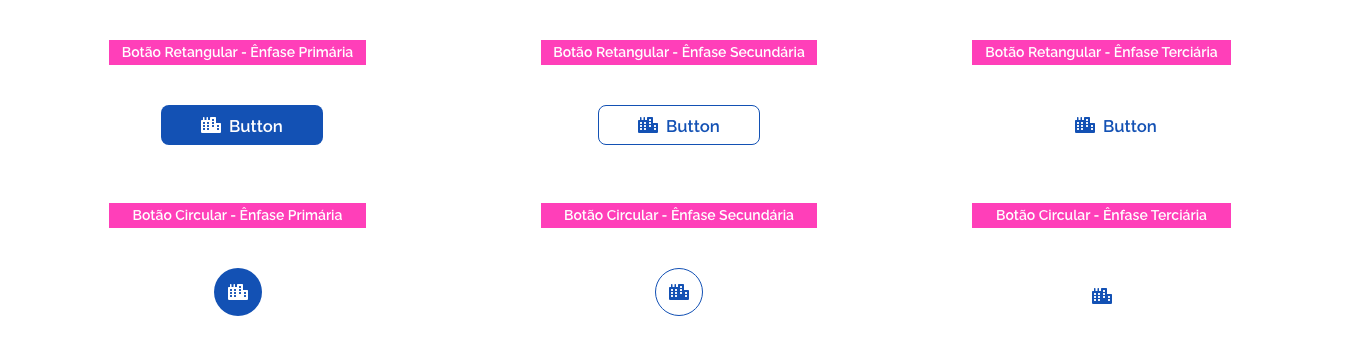 Botão Retangular - Ênfase Primária
Botão Retangular - Ênfase Secundária
Botão Retangular - Ênfase Terciária
Button
Button
Button
Botão Circular - Ênfase Primária
Botão Circular - Ênfase Secundária
Botão Circular - Ênfase Terciária